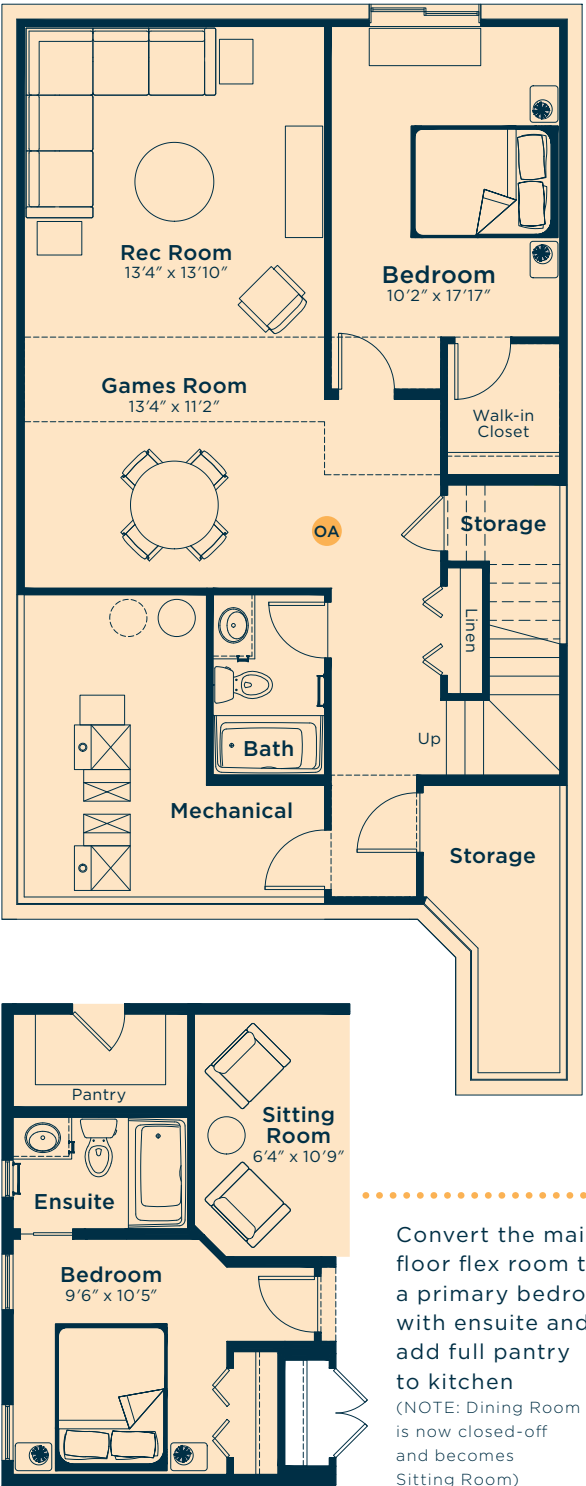 Rec Room
13′4″ x 13′10″
Bedroom
10′2″ x 17′17″
Games Room
13′4″ x 11′2″
Walk-in
Closet
OA
Storage
Linen
Up
Bath
Mechanical
Storage
Pantry
Sitting
Room
6′4″ x 10′9″
Ensuite
Bedroom
9′6″ x 10′5″
Convert the mai
floor flex room t
a primary bedro
with ensuite and
add full pantry
to kitchen
(NOTE: Dining Room
is now closed-off
and becomes
Sitting Room)